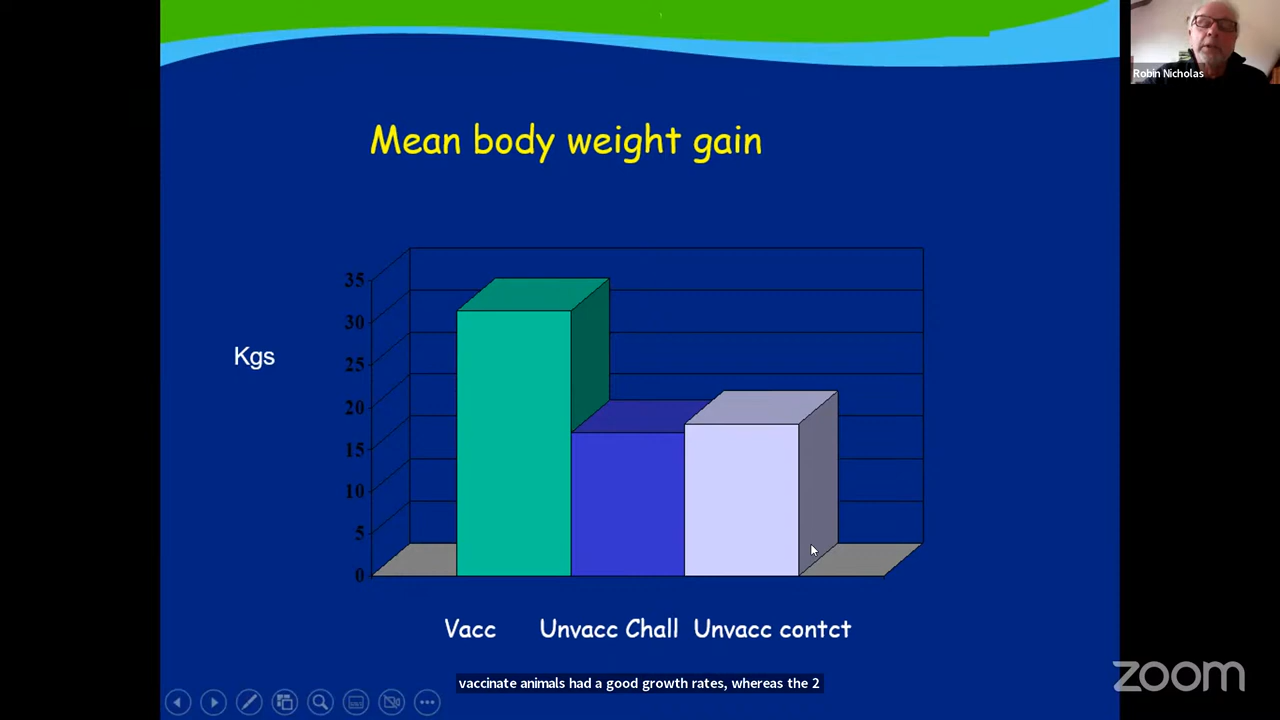 Robin Nicholas
Mean body weight gain
Kgs
35
30
25
20
15
10
5
0
Vacc Unvacc Chall Unvacc contct
vaccinate animals had a good growth rates, whereas the 2
zoom